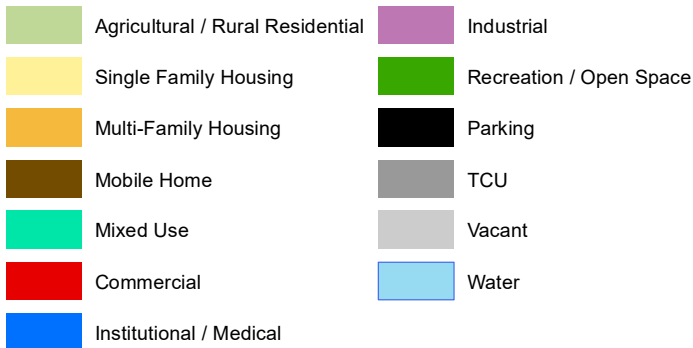 Agricultural / Rural Residential
Single Family Housing
Multi-Family Housing
Mobile Home
Mixed Use
Commercial
Institutional / Medical
Industrial
Recreation / Open Space
Parking
TCU
Vacant
Water